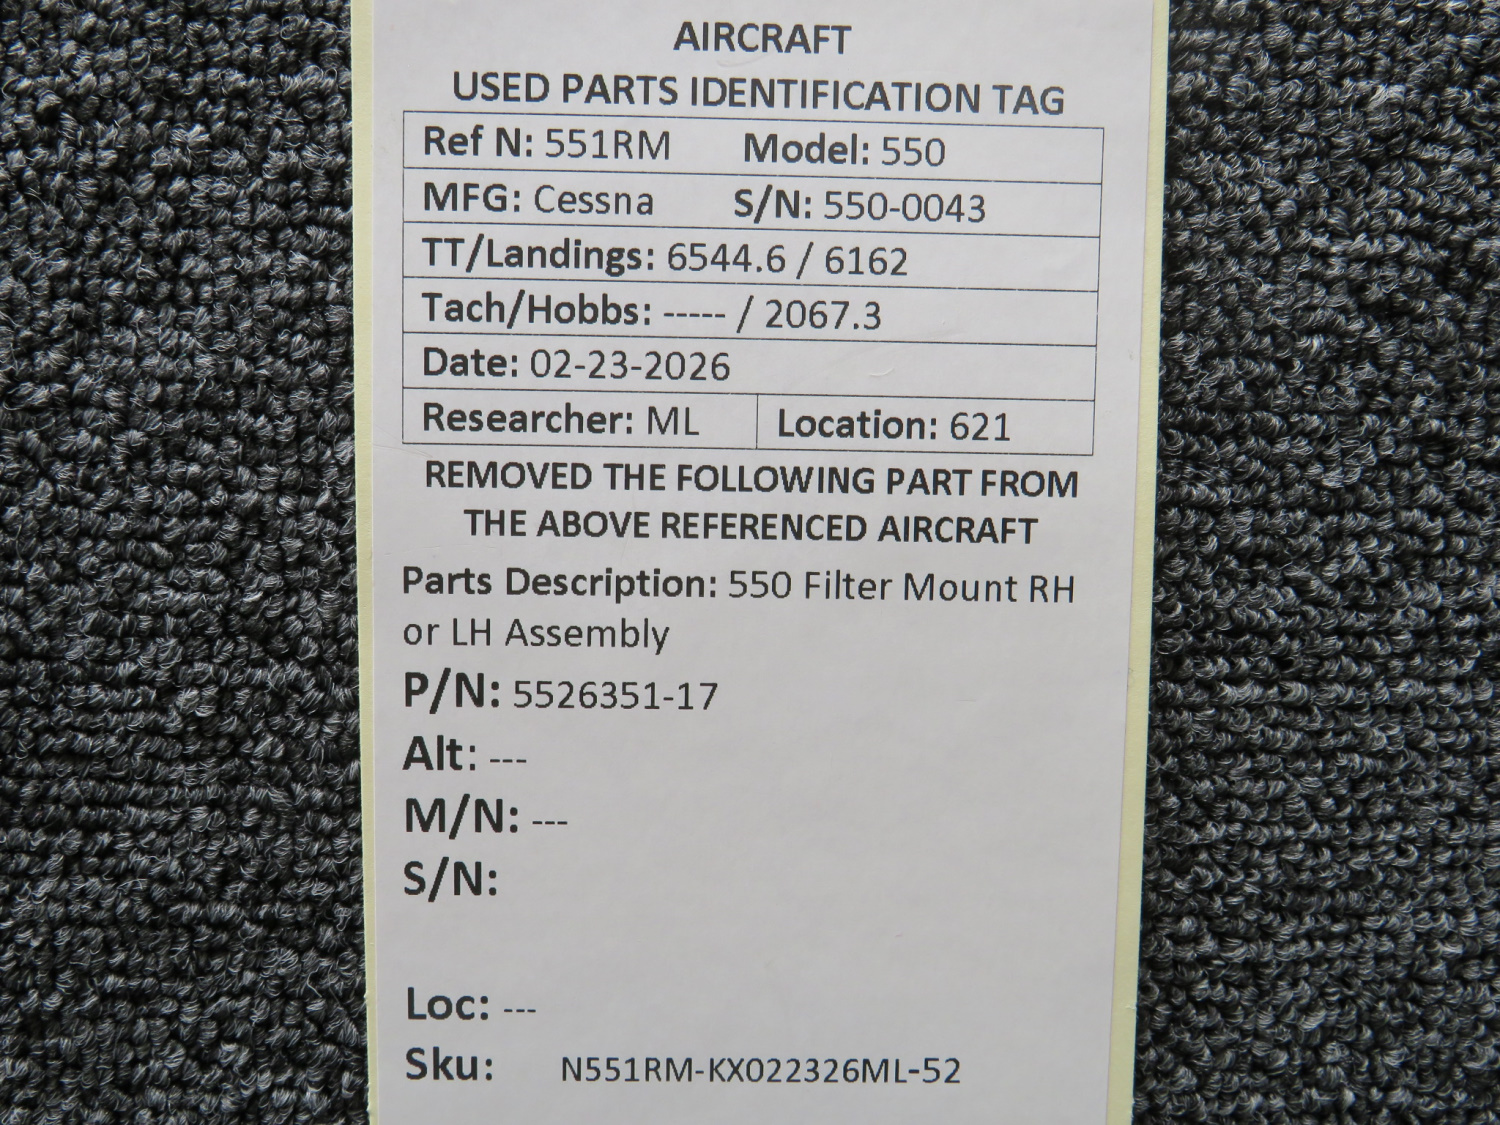 AIRCRAFT
USED PARTS IDENTIFICATION TAG
Ref N: 551RM Model: 550
MFG: Cessna S/N: 550-0043
TT/Landings: 6544.6 / 6162
Tach/Hobbs: ----- / 2067.3
Date: 02-23-2026
Researcher: ML Location: 621
REMOVED THE FOLLOWING PART FROM
THE ABOVE REFERENCED AIRCRAFT
Parts Description: 550 Filter Mount RH
or LH Assembly
P/N: 5526351-17
Alt: ---
M/N: ---
S/N:
Loc: ---
Sku: N551RM-KX022326ML-52